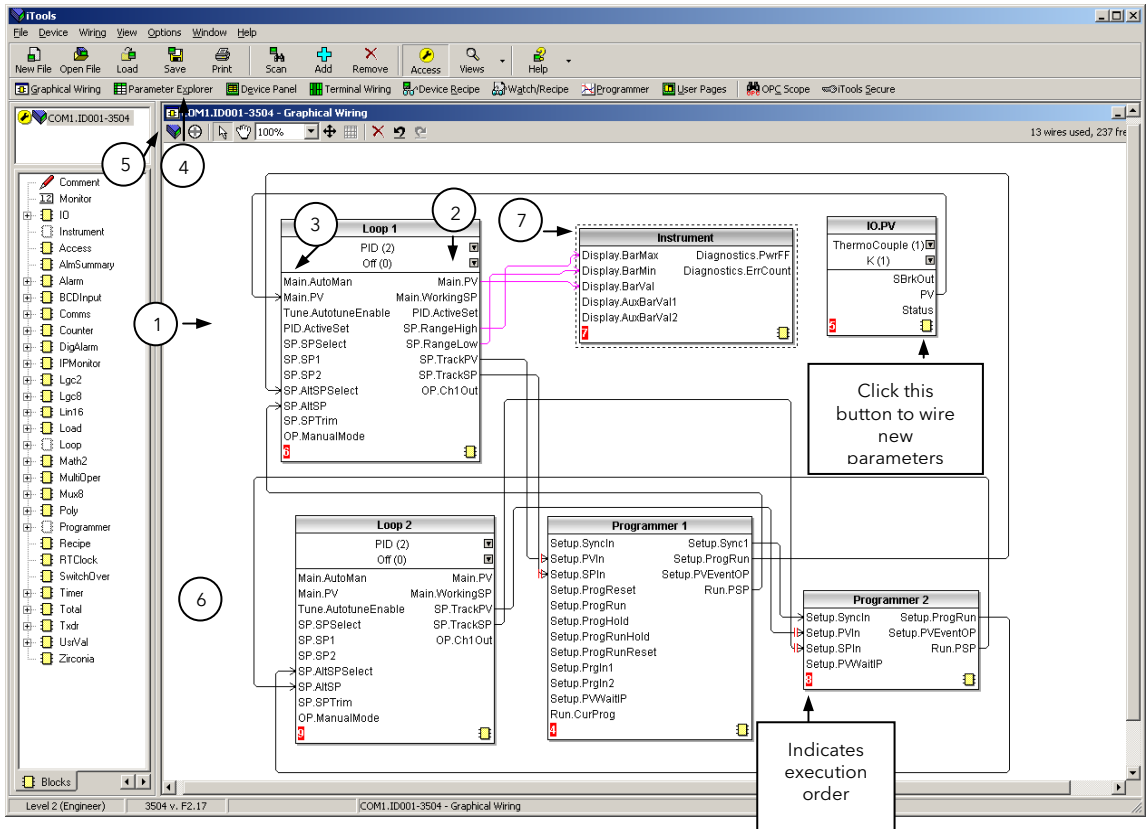 iTools
File Device Wiring View Options Window Help
New File Open File Load Save Print Scan Add Remove Access Views Help
Graphical Wiring Parameter Explorer Device Panel Terminal Wiring Device Recipe Watch/Recipe Programmer User Pages OPC Scope iTools Secure
COM1.ID001-3504
COM1.ID001-3504 - Graphical Wiring
100%
13 wires used, 237 fre
5
4
Comment
12 Monitor
IO
Instrument
Access
AlmSummary
Alarm
BCDInput
Comms
Counter
DigAlarm
IPMonitor
Lgc2
Lgc8
Lin16
Load
Loop
Math2
MultiOper
Mux8
Poly
Programmer
Recipe
RTClock
SwitchOver
Timer
Total
Txdr
UsrVal
Zirconia
Blocks
1
3
2
7
6
Loop 1
PID (2)
Off (0)
Main.AutoMan Main.PV
Main.PV Main.WorkingSP
Tune.AutotuneEnable PID.ActiveSet
PID.ActiveSet SP.RangeHigh
SP.SPSelect SP.RangeLow
SP.SP1 SP.TrackPV
SP.SP2 SP.TrackSP
SP.AltSPSelect OP.Ch1Out
SP.AltSP
SP.SPTrim
OP.ManualMode
6
Instrument
Display.BarMax Diagnostics.PwrFF
Display.BarMin Diagnostics.ErrCount
Display.BarVal
Display.AuxBarVal1
Display.AuxBarVal2
7
IO.PV
ThermoCouple (1)
K (1)
SBrkOut
PV
Status
5
Click this
button to wire
new
parameters
Loop 2
PID (2)
Off (0)
Main.AutoMan Main.PV
Main.PV Main.WorkingSP
Tune.AutotuneEnable SP.TrackPV
SP.SPSelect SP.TrackSP
SP.SP1 OP.Ch1Out
SP.SP2
SP.AltSPSelect
SP.AltSP
SP.SPTrim
OP.ManualMode
9
Programmer 1
Setup.SyncIn Setup.Sync1
Setup.PVIn Setup.ProgRun
Setup.SPIn Setup.PVEventOP
Setup.ProgReset Run.PSP
Setup.ProgRun
Setup.ProgHold
Setup.ProgRunHold
Setup.ProgRunReset
Setup.PrgIn1
Setup.PrgIn2
Setup.PVWaitIP
Run.CurProg
4
Programmer 2
Setup.SyncIn Setup.ProgRun
Setup.PVIn Setup.PVEventOP
Setup.SPIn Run.PSP
Setup.PVWaitIP
8
Indicates
execution
order
Level 2 (Engineer) 3504 v. F2.17 COM1.ID001-3504 - Graphical Wiring